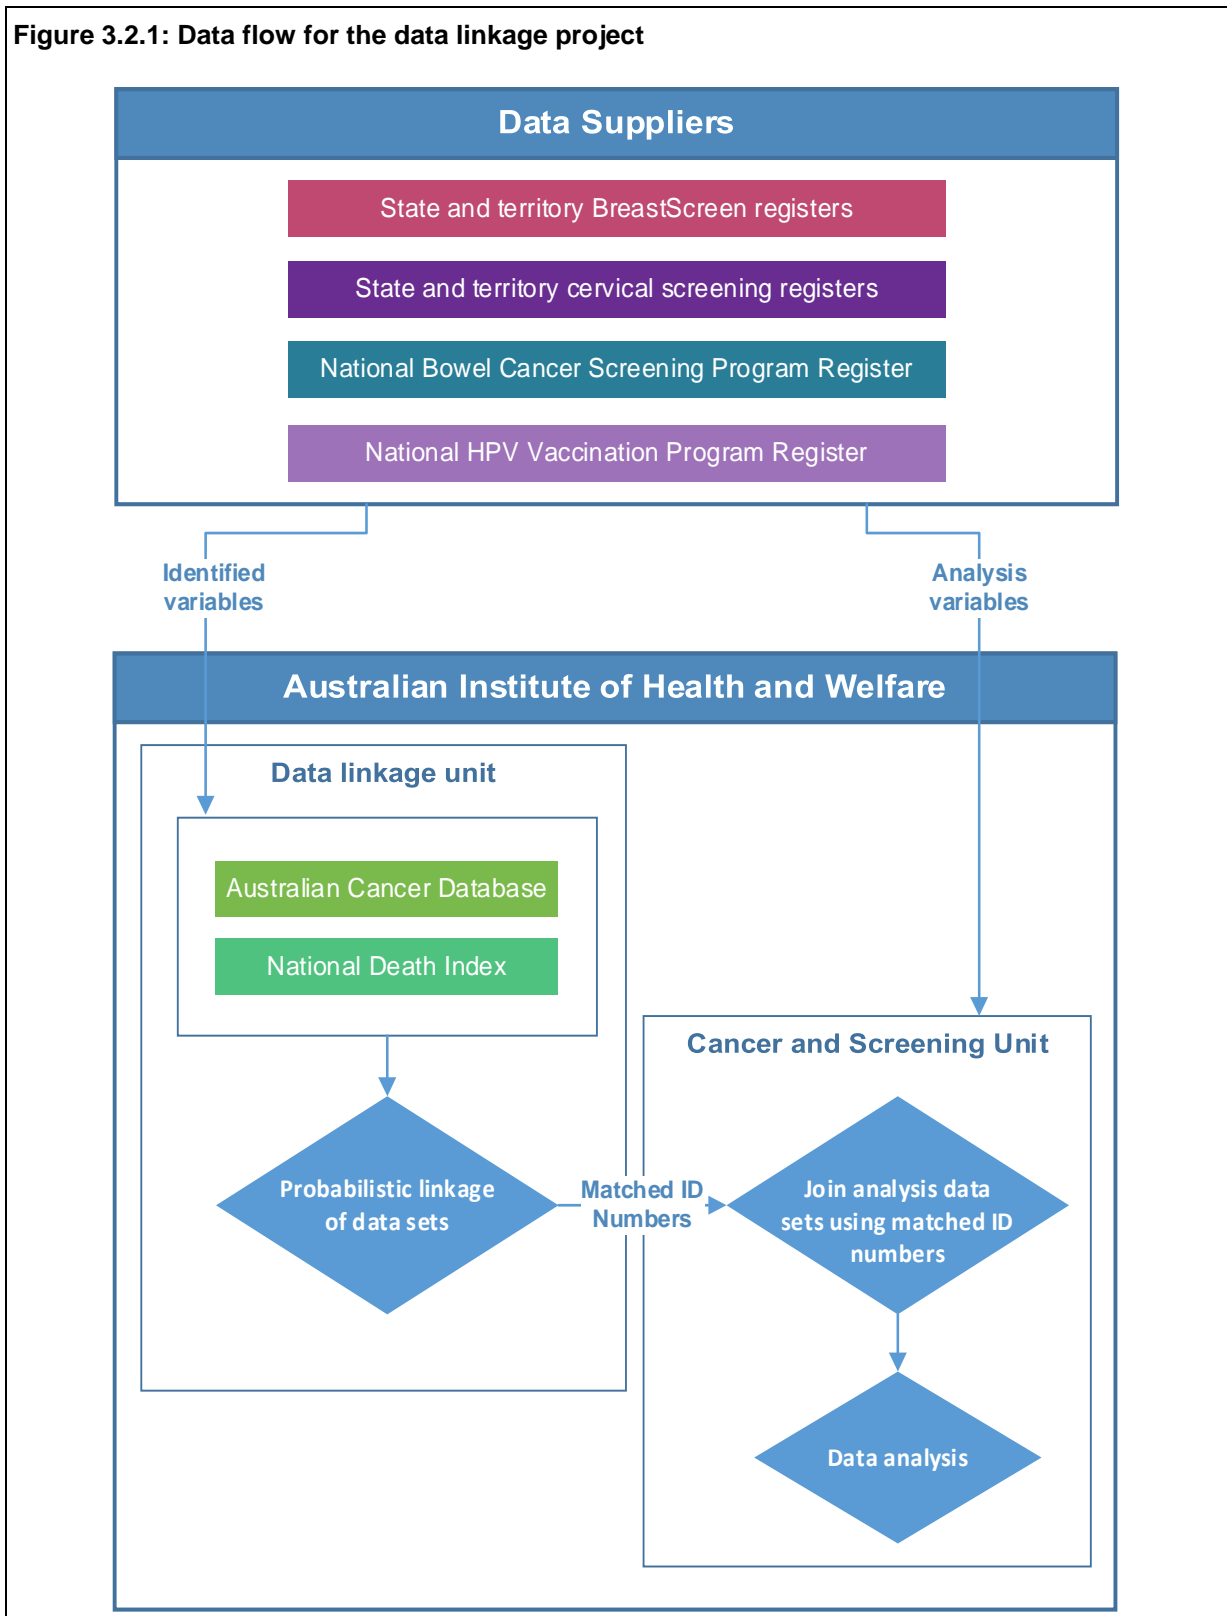 Figure 3.2.1: Data flow for the data linkage project
Data Suppliers
State and territory BreastScreen registers
State and territory cervical screening registers
National Bowel Cancer Screening Program Register
National HPV Vaccination Program Register
Identified
variables
Analysis
variables
Australian Institute of Health and Welfare
Data linkage unit
Australian Cancer Database
National Death Index
Cancer and Screening Unit
Probabilistic linkage
of data sets
Matched ID
Numbers
Join analysis data
sets using matched ID
numbers
Data analysis